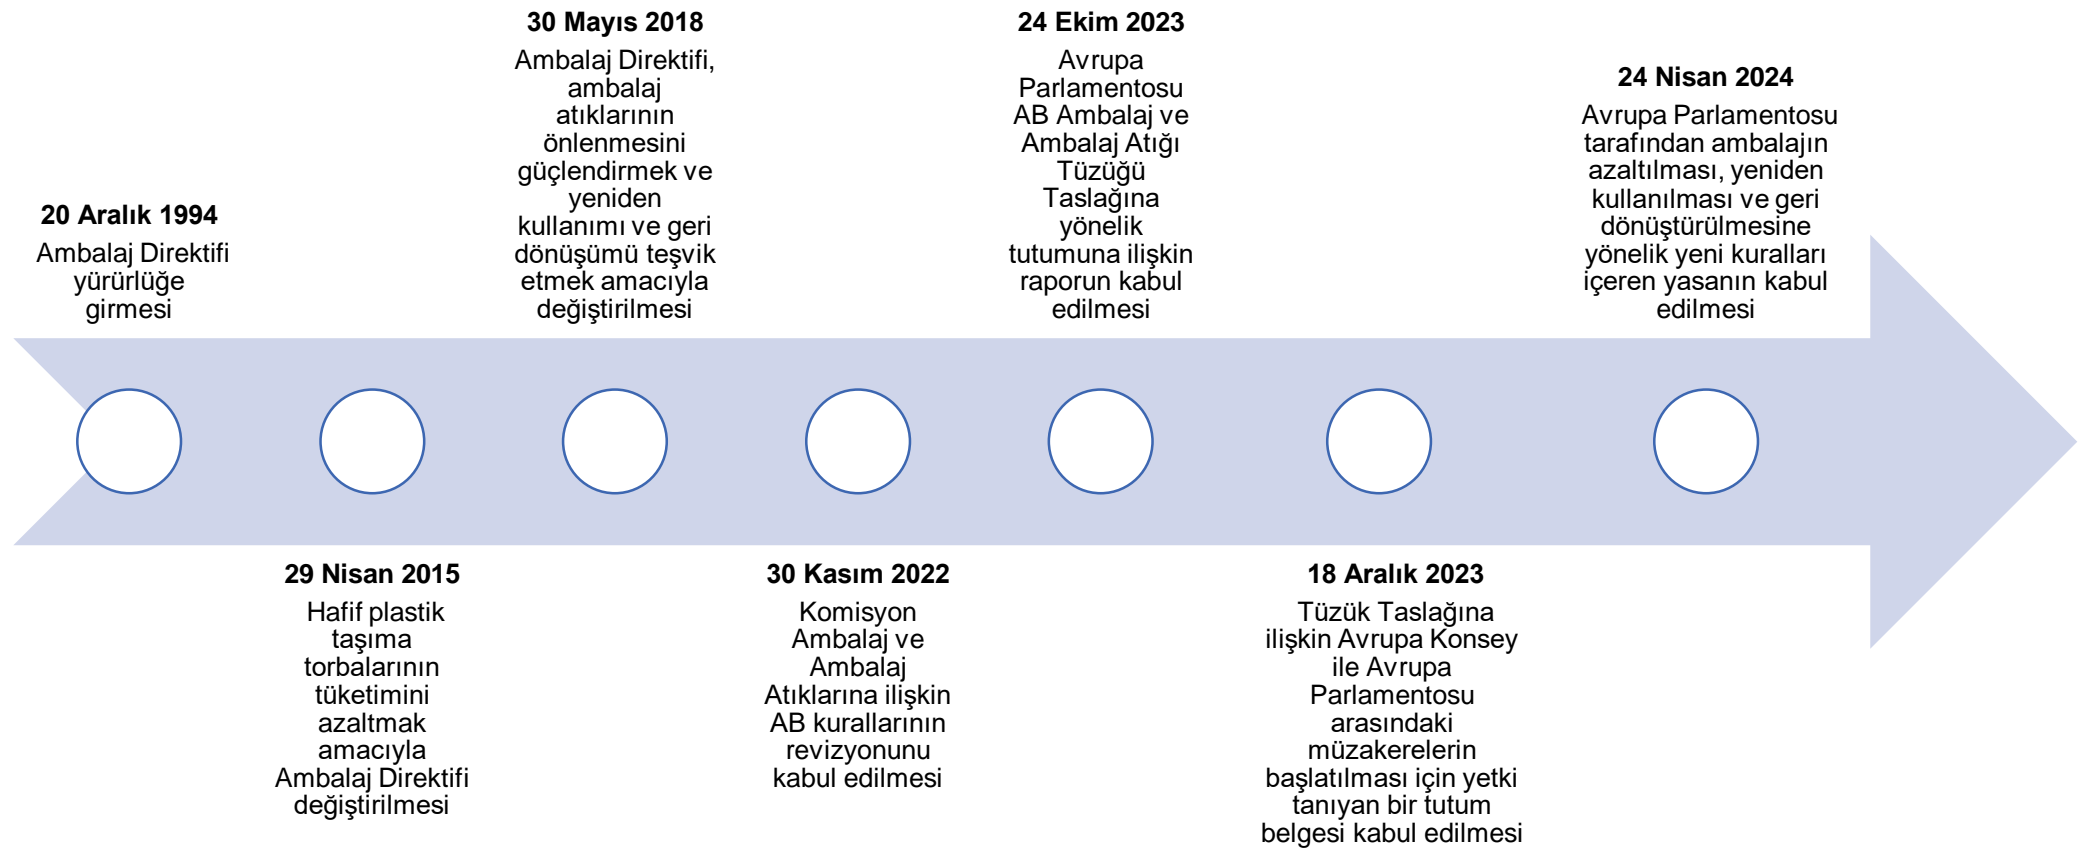 20 Aralık 1994
Ambalaj Direktifi
yürürlüğe
girmesi
29 Nisan 2015
Hafif plastik
taşıma
torbalarının
tüketimini
azaltmak
amacıyla
Ambalaj Direktifi
değiştirilmesi
30 Mayıs 2018
Ambalaj Direktifi,
ambalaj
atıklarının
önlenmesini
güçlendirmek ve
yeniden
kullanımı ve geri
dönüşümü teşvik
etmek amacıyla
değiştirilmesi
30 Kasım 2022
Komisyon
Ambalaj ve
Ambalaj
Atıklarına ilişkin
AB kurallarının
revizyonunu
kabul edilmesi
24 Ekim 2023
Avrupa
Parlamentosu
AB Ambalaj ve
Ambalaj Atığı
Tüzüğü
Taslağına
yönelik
tutumuna ilişkin
raporun kabul
edilmesi
18 Aralık 2023
Tüzük Taslağına
ilişkin Avrupa Konsey
ile Avrupa
Parlamentosu
arasındaki
müzakerelerin
başlatılması için yetki
tanıyan bir tutum
belgesi kabul edilmesi
24 Nisan 2024
Avrupa Parlamentosu
tarafından ambalajın
azaltılması, yeniden
kullanılması ve geri
dönüştürülmesine
yönelik yeni kuralları
içeren yasanın kabul
edilmesi